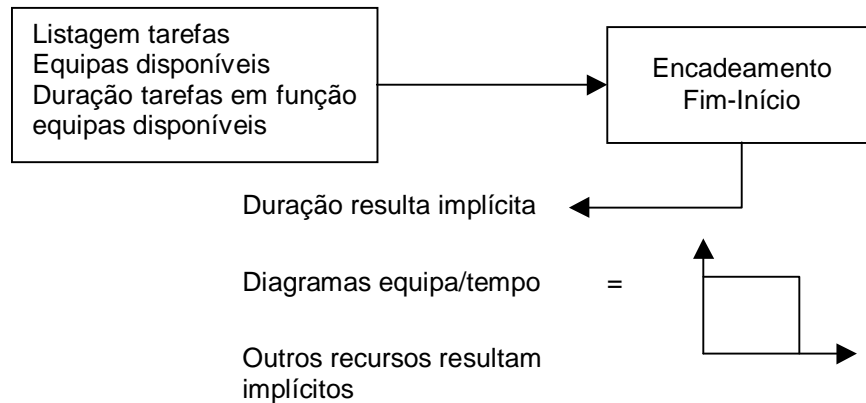 Listagem tarefas
Equipas disponíveis
Duração tarefas em função
equipas disponíveis
Encadeamento
Fim-Início
Duração resulta implícita
Diagramas equipa/tempo =
Outros recursos resultam
implícitos